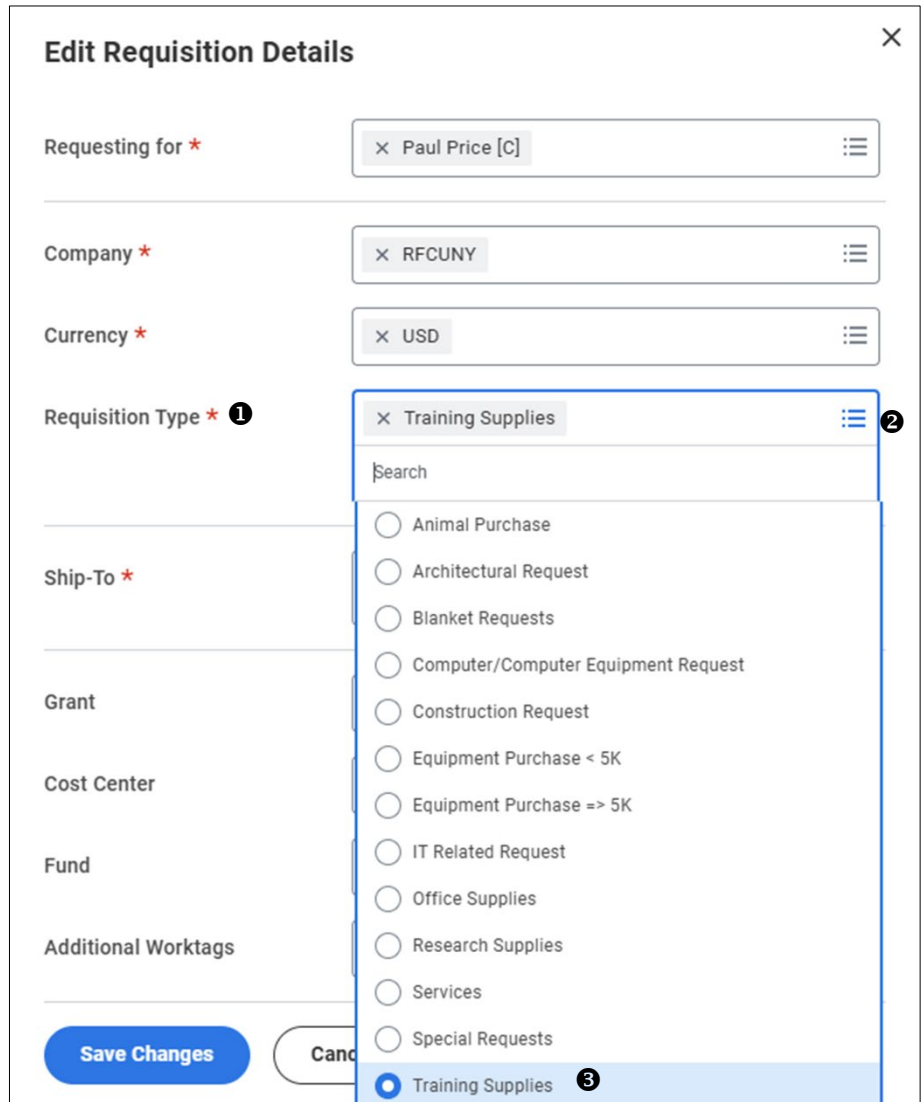 Edit Requisition Details
Requesting for *
× Paul Price [C]
Company *
× RFCUNY
Currency *
× USD
Requisition Type * ❶
× Training Supplies
❷
Search
Animal Purchase
Architectural Request
Blanket Requests
Computer/Computer Equipment Request
Construction Request
Equipment Purchase < 5K
Equipment Purchase => 5K
IT Related Request
Office Supplies
Research Supplies
Services
Special Requests
Training Supplies ❸
Ship-To *
Grant
Cost Center
Fund
Additional Worktags
Save Changes
Canc